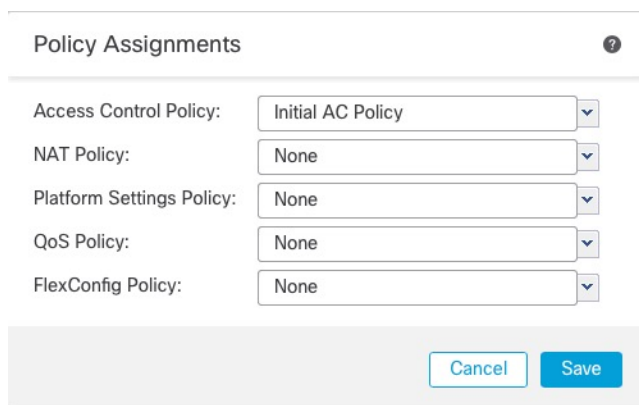 Policy Assignments
Access Control Policy: Initial AC Policy
NAT Policy: None
Platform Settings Policy: None
QoS Policy: None
FlexConfig Policy: None
Cancel Save